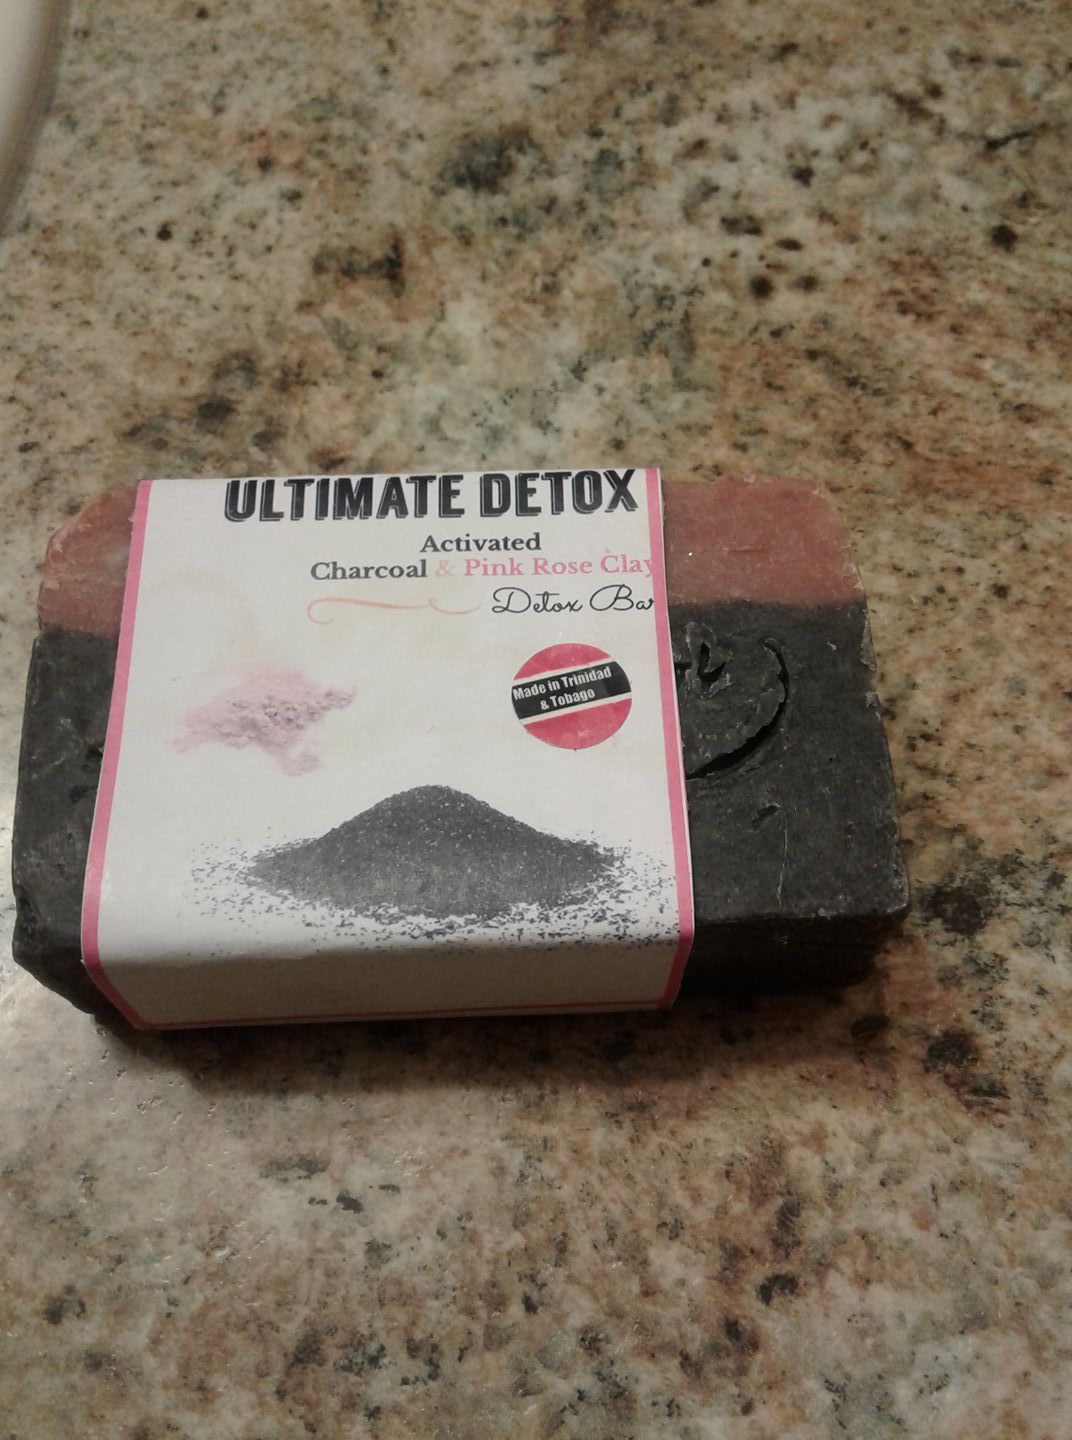 ULTIMATE DETOX
Activated
Charcoal & Pink Rose Clay
Detox Bar
Made in Trinidad
& Tobago